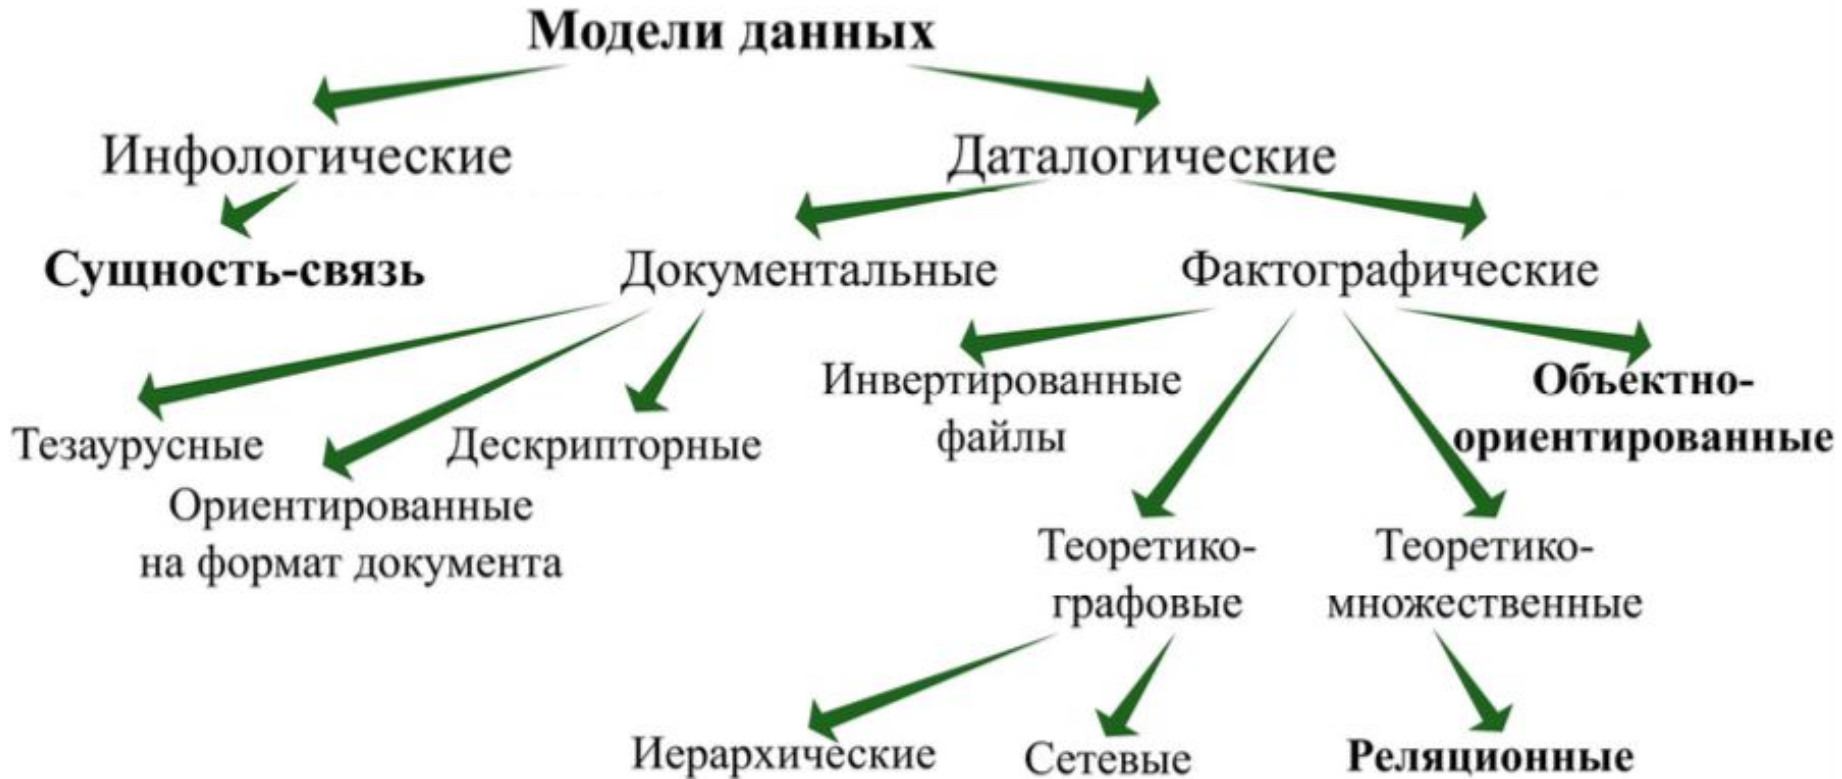 Модели данных
Инфологические
Даталогические
Сущность-связь
Документальные
Фактографические
Тезаурусные
Ориентированные
на формат документа
Дескрипторные
Инвертированные
файлы
Объектно-
ориентированные
Теоретико-
графовые
Теоретико-
множественные
Иерархические
Сетевые
Реляционные